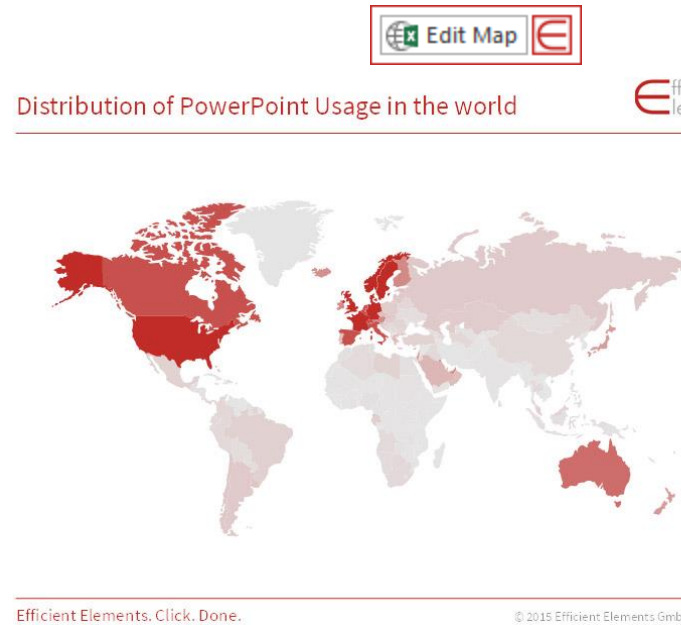 Edit Map
Distribution of PowerPoint Usage in the world
Efficient Elements. Click. Done.
© 2015 Efficient Elements Gmb